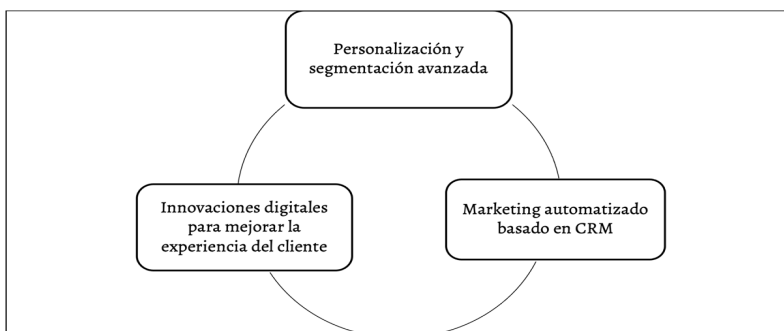 Personalización y
segmentación avanzada
Innovaciones digitales
para mejorar la
experiencia del cliente
Marketing automatizado
basado en CRM